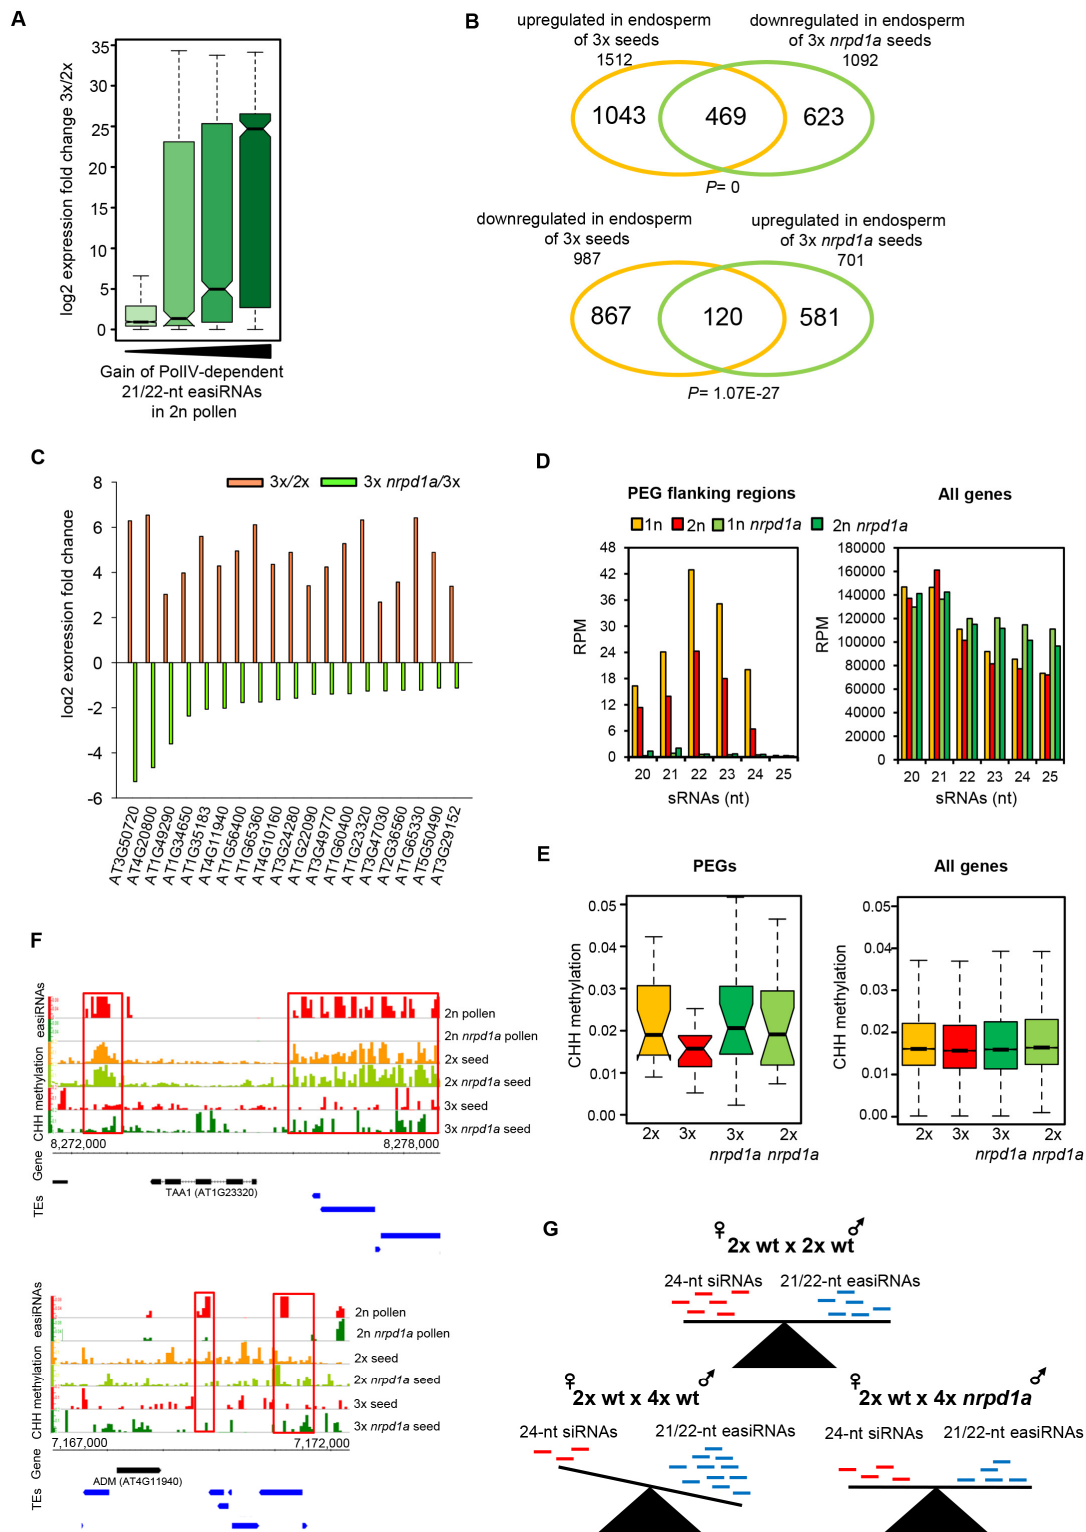 A
log2 expression fold change 3x/2x
35
30
25
20
15
10
5
0
Gain of PolIV-dependent
21/22-nt easiRNAs
in 2n pollen
B
upregulated in endosperm
of 3x seeds
1512
downregulated in endosperm
of 3x nrpd1a seeds
1092
1043
469
623
P= 0
downregulated in endosperm
of 3x seeds
987
upregulated in endosperm
of 3x nrpd1a seeds
701
867
120
581
P= 1.07E-27
C
3x/2x
3x nrpd1a/3x
log2 expression fold change
8
6
4
2
0
-2
-4
-6
AT3G50720
AT4G20800
AT1G49290
AT1G34650
AT1G35183
AT4G11940
AT1G56400
AT1G65360
AT4G10160
AT3G24280
AT1G22090
AT3G49770
AT1G60400
AT1G23320
AT3G47030
AT2G36560
AT1G65330
AT5G50490
AT3G29152
D
PEG flanking regions
All genes
1n
2n
1n nrpd1a
2n nrpd1a
RPM
48
42
36
30
24
18
12
6
0
20 21 22 23 24 25
sRNAs (nt)
RPM
180000
160000
140000
120000
100000
80000
60000
40000
20000
0
20 21 22 23 24 25
sRNAs (nt)
E
PEGs
All genes
CHH methylation
0.05
0.04
0.03
0.02
0.01
0.00
2x
3x
3x nrpd1a
2x nrpd1a
CHH methylation
0.05
0.04
0.03
0.02
0.01
0.00
2x
3x
3x nrpd1a
2x nrpd1a
F
easiRNAs
CHH methylation
Gene
TEs
2n pollen
2n nrpd1a pollen
2x seed
2x nrpd1a seed
3x seed
3x nrpd1a seed
8,272,000
8,278,000
TAA1 (AT1G23320)
easiRNAs
CHH methylation
Gene
TEs
2n pollen
2n nrpd1a pollen
2x seed
2x nrpd1a seed
3x seed
3x nrpd1a seed
7,167,000
7,172,000
ADM (AT4G11940)
G
♀ ♂
2x wt x 2x wt
24-nt siRNAs
21/22-nt easiRNAs
♀ ♂
2x wt x 4x wt
24-nt siRNAs
21/22-nt easiRNAs
♀ ♂
2x wt x 4x nrpd1a
24-nt siRNAs
21/22-nt easiRNAs